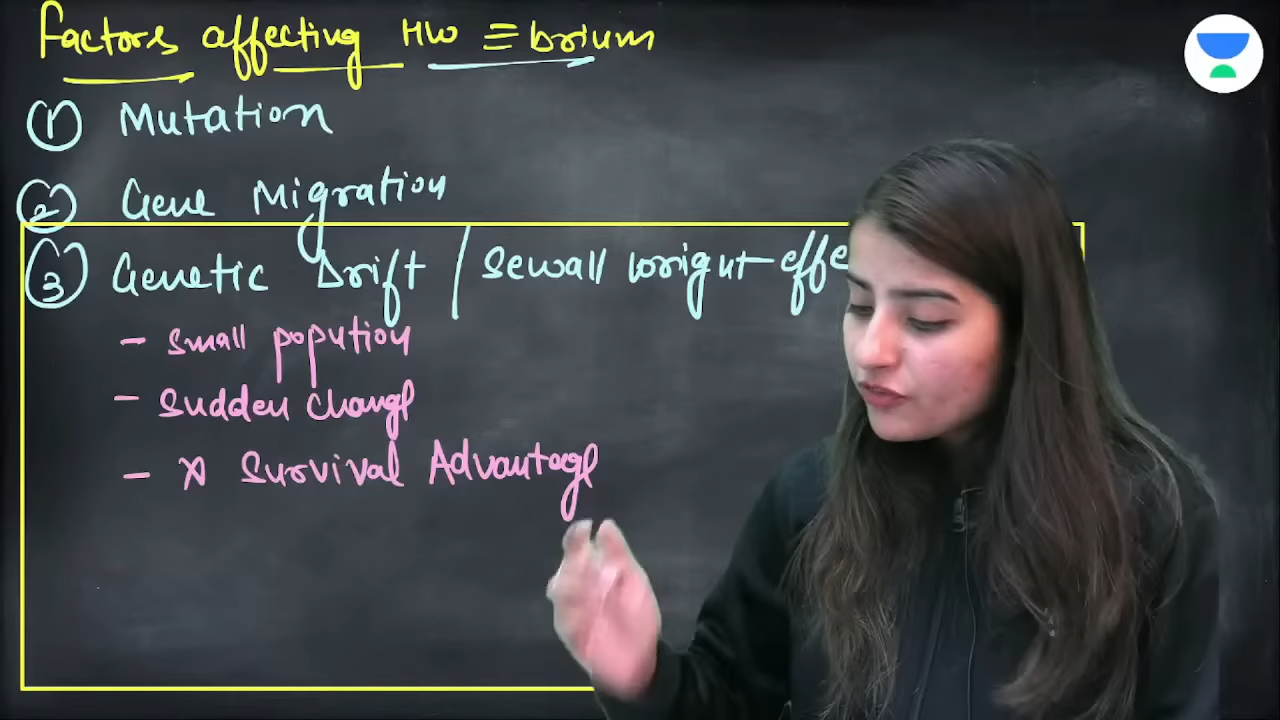 Factors affecting HW ≡brium
① Mutation
② Gene Migration
③ Genetic Drift / Sewall Wright effe
- Small popution
- Sudden change
- × Survival Advantage